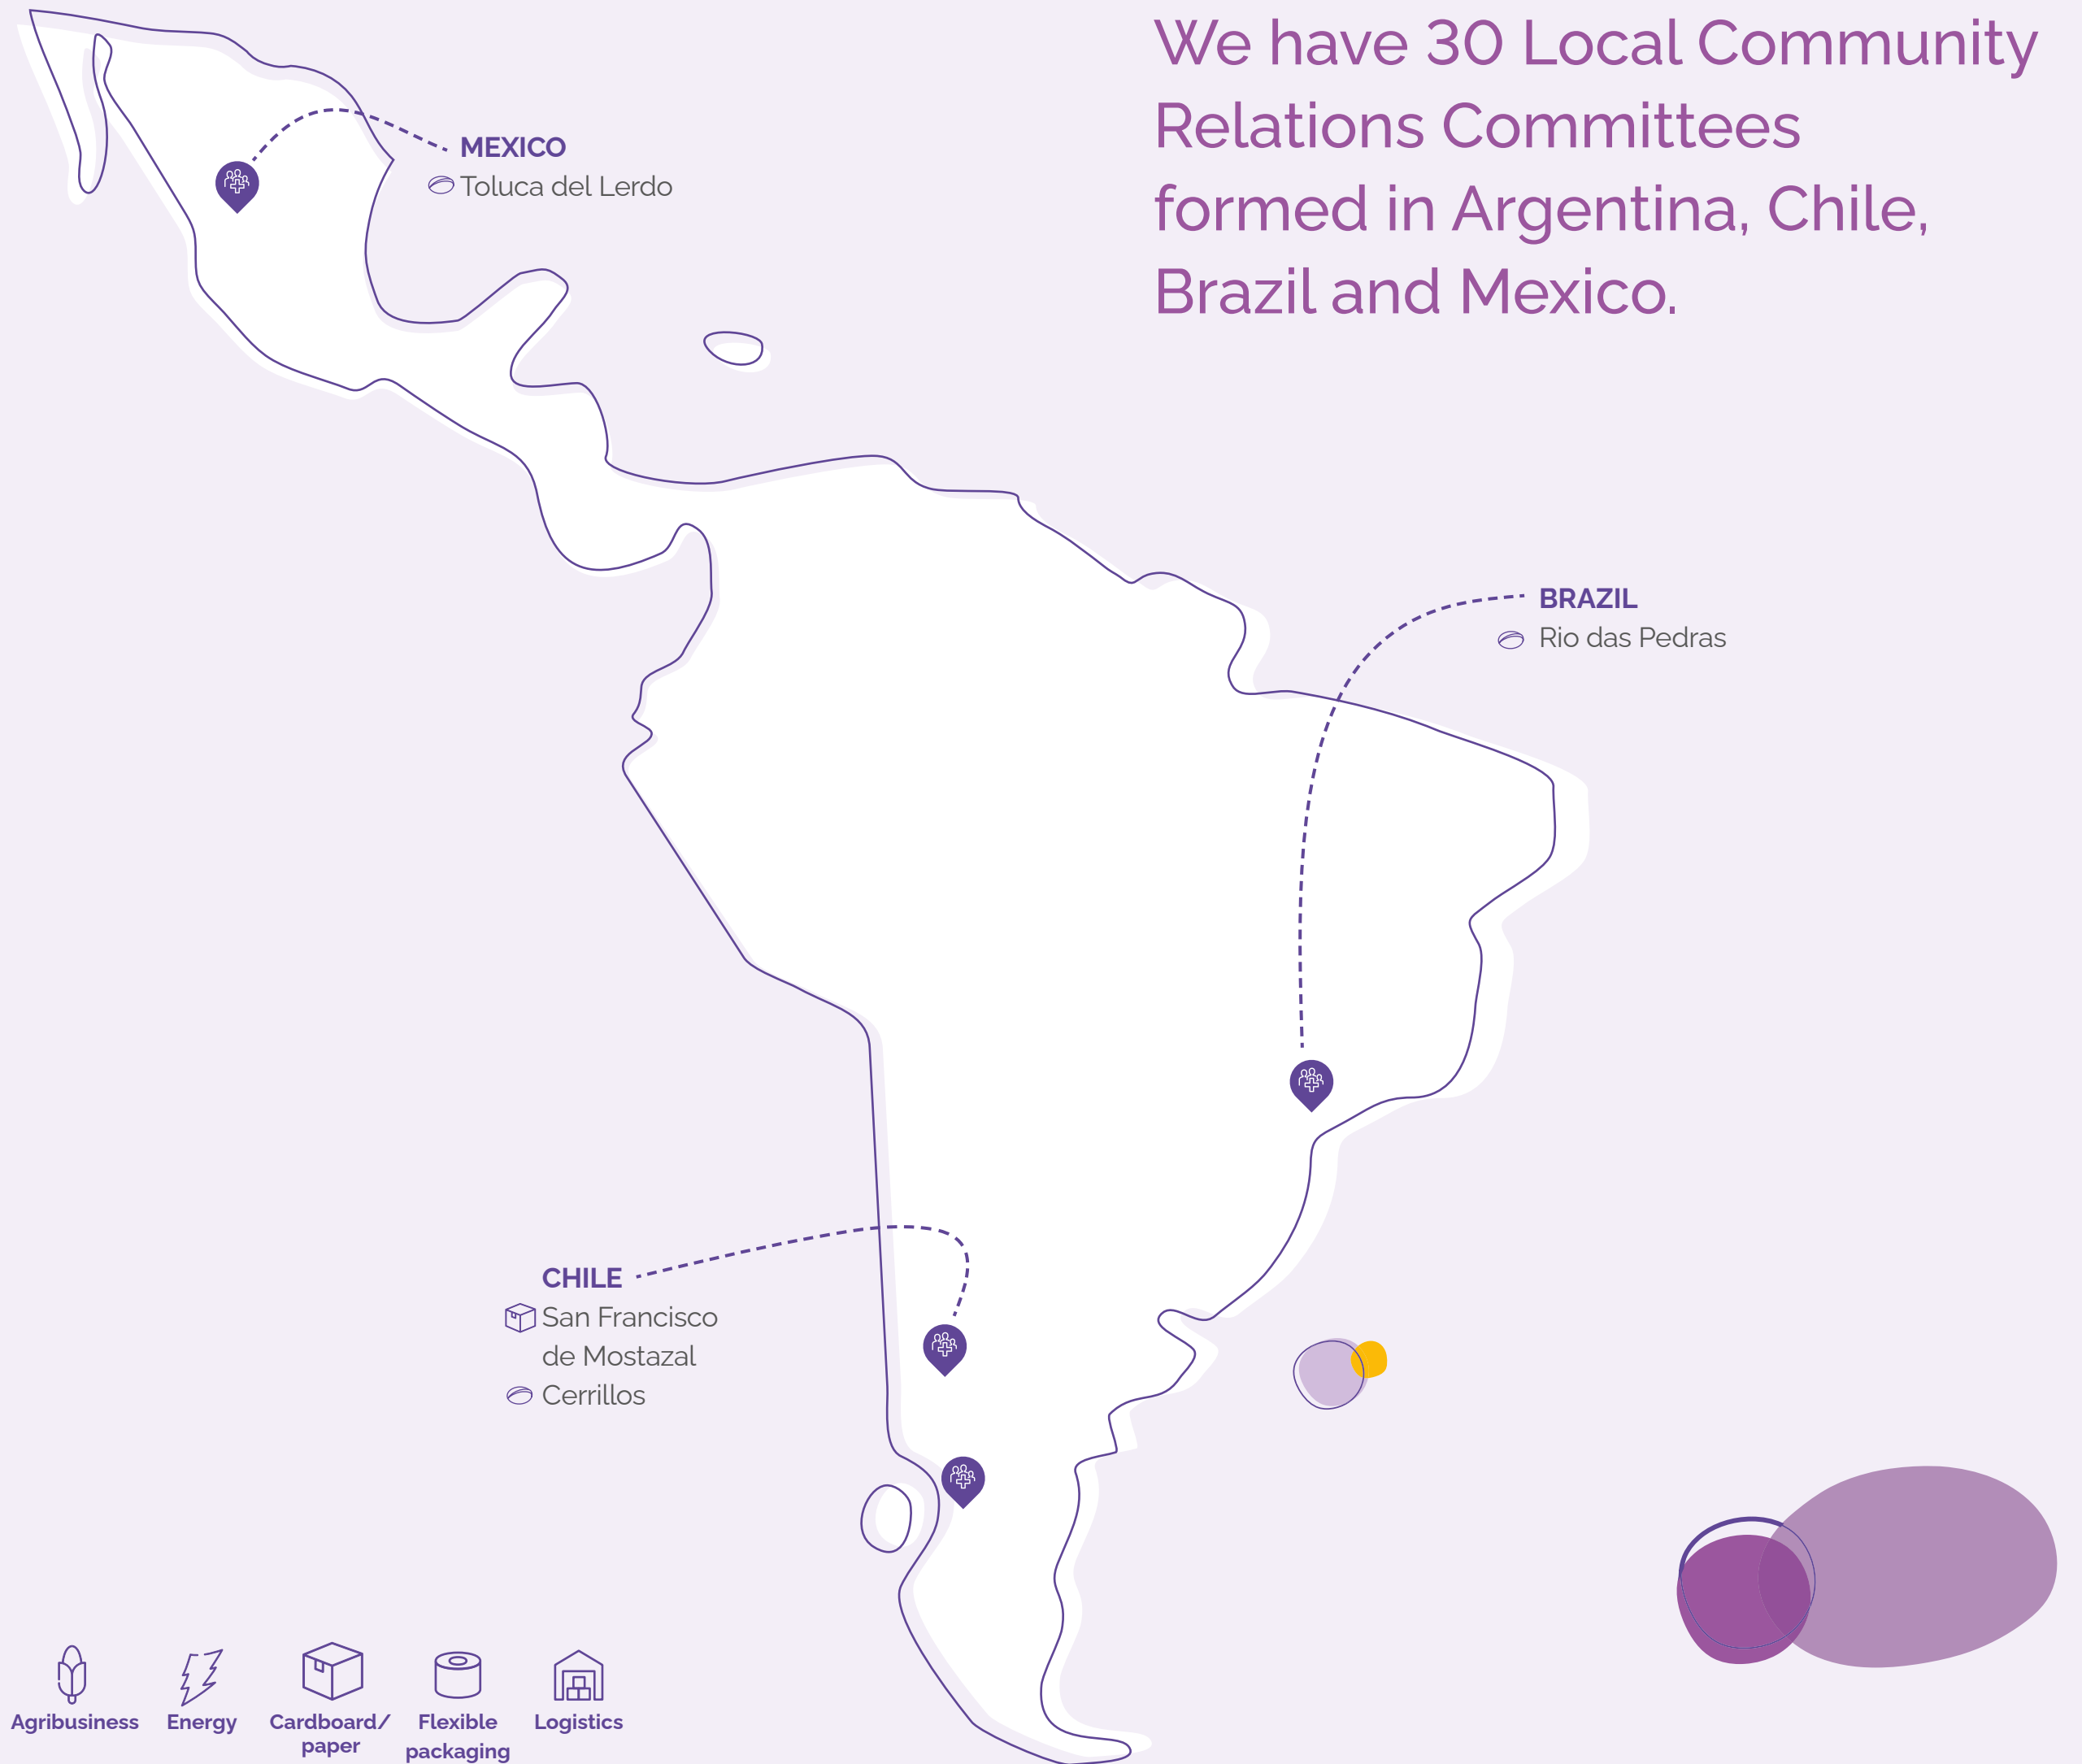 We have 30 Local Community
Relations Committees
formed in Argentina, Chile,
Brazil and Mexico.
MEXICO
Toluca del Lerdo
BRAZIL
Rio das Pedras
CHILE
San Francisco
de Mostazal
Cerrillos
Agribusiness
Energy
Cardboard/
paper
Flexible
packaging
Logistics